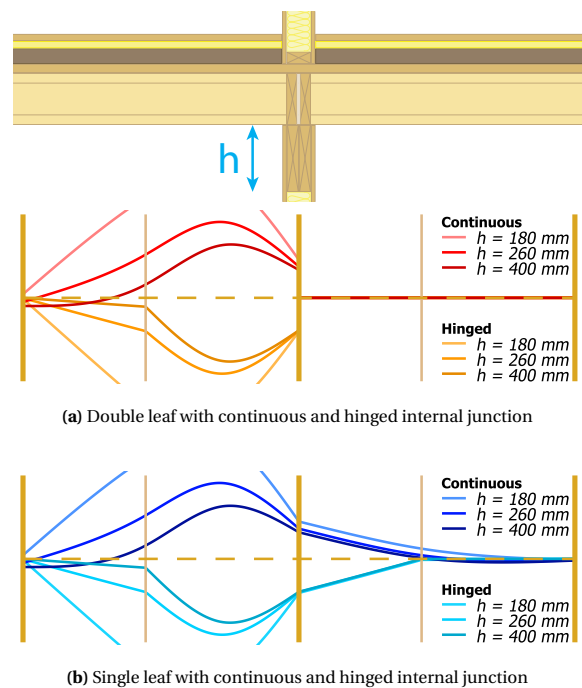 h
Continuous
h = 180 mm
h = 260 mm
h = 400 mm
Hinged
h = 180 mm
h = 260 mm
h = 400 mm
(a) Double leaf with continuous and hinged internal junction
Continuous
h = 180 mm
h = 260 mm
h = 400 mm
Hinged
h = 180 mm
h = 260 mm
h = 400 mm
(b) Single leaf with continuous and hinged internal junction